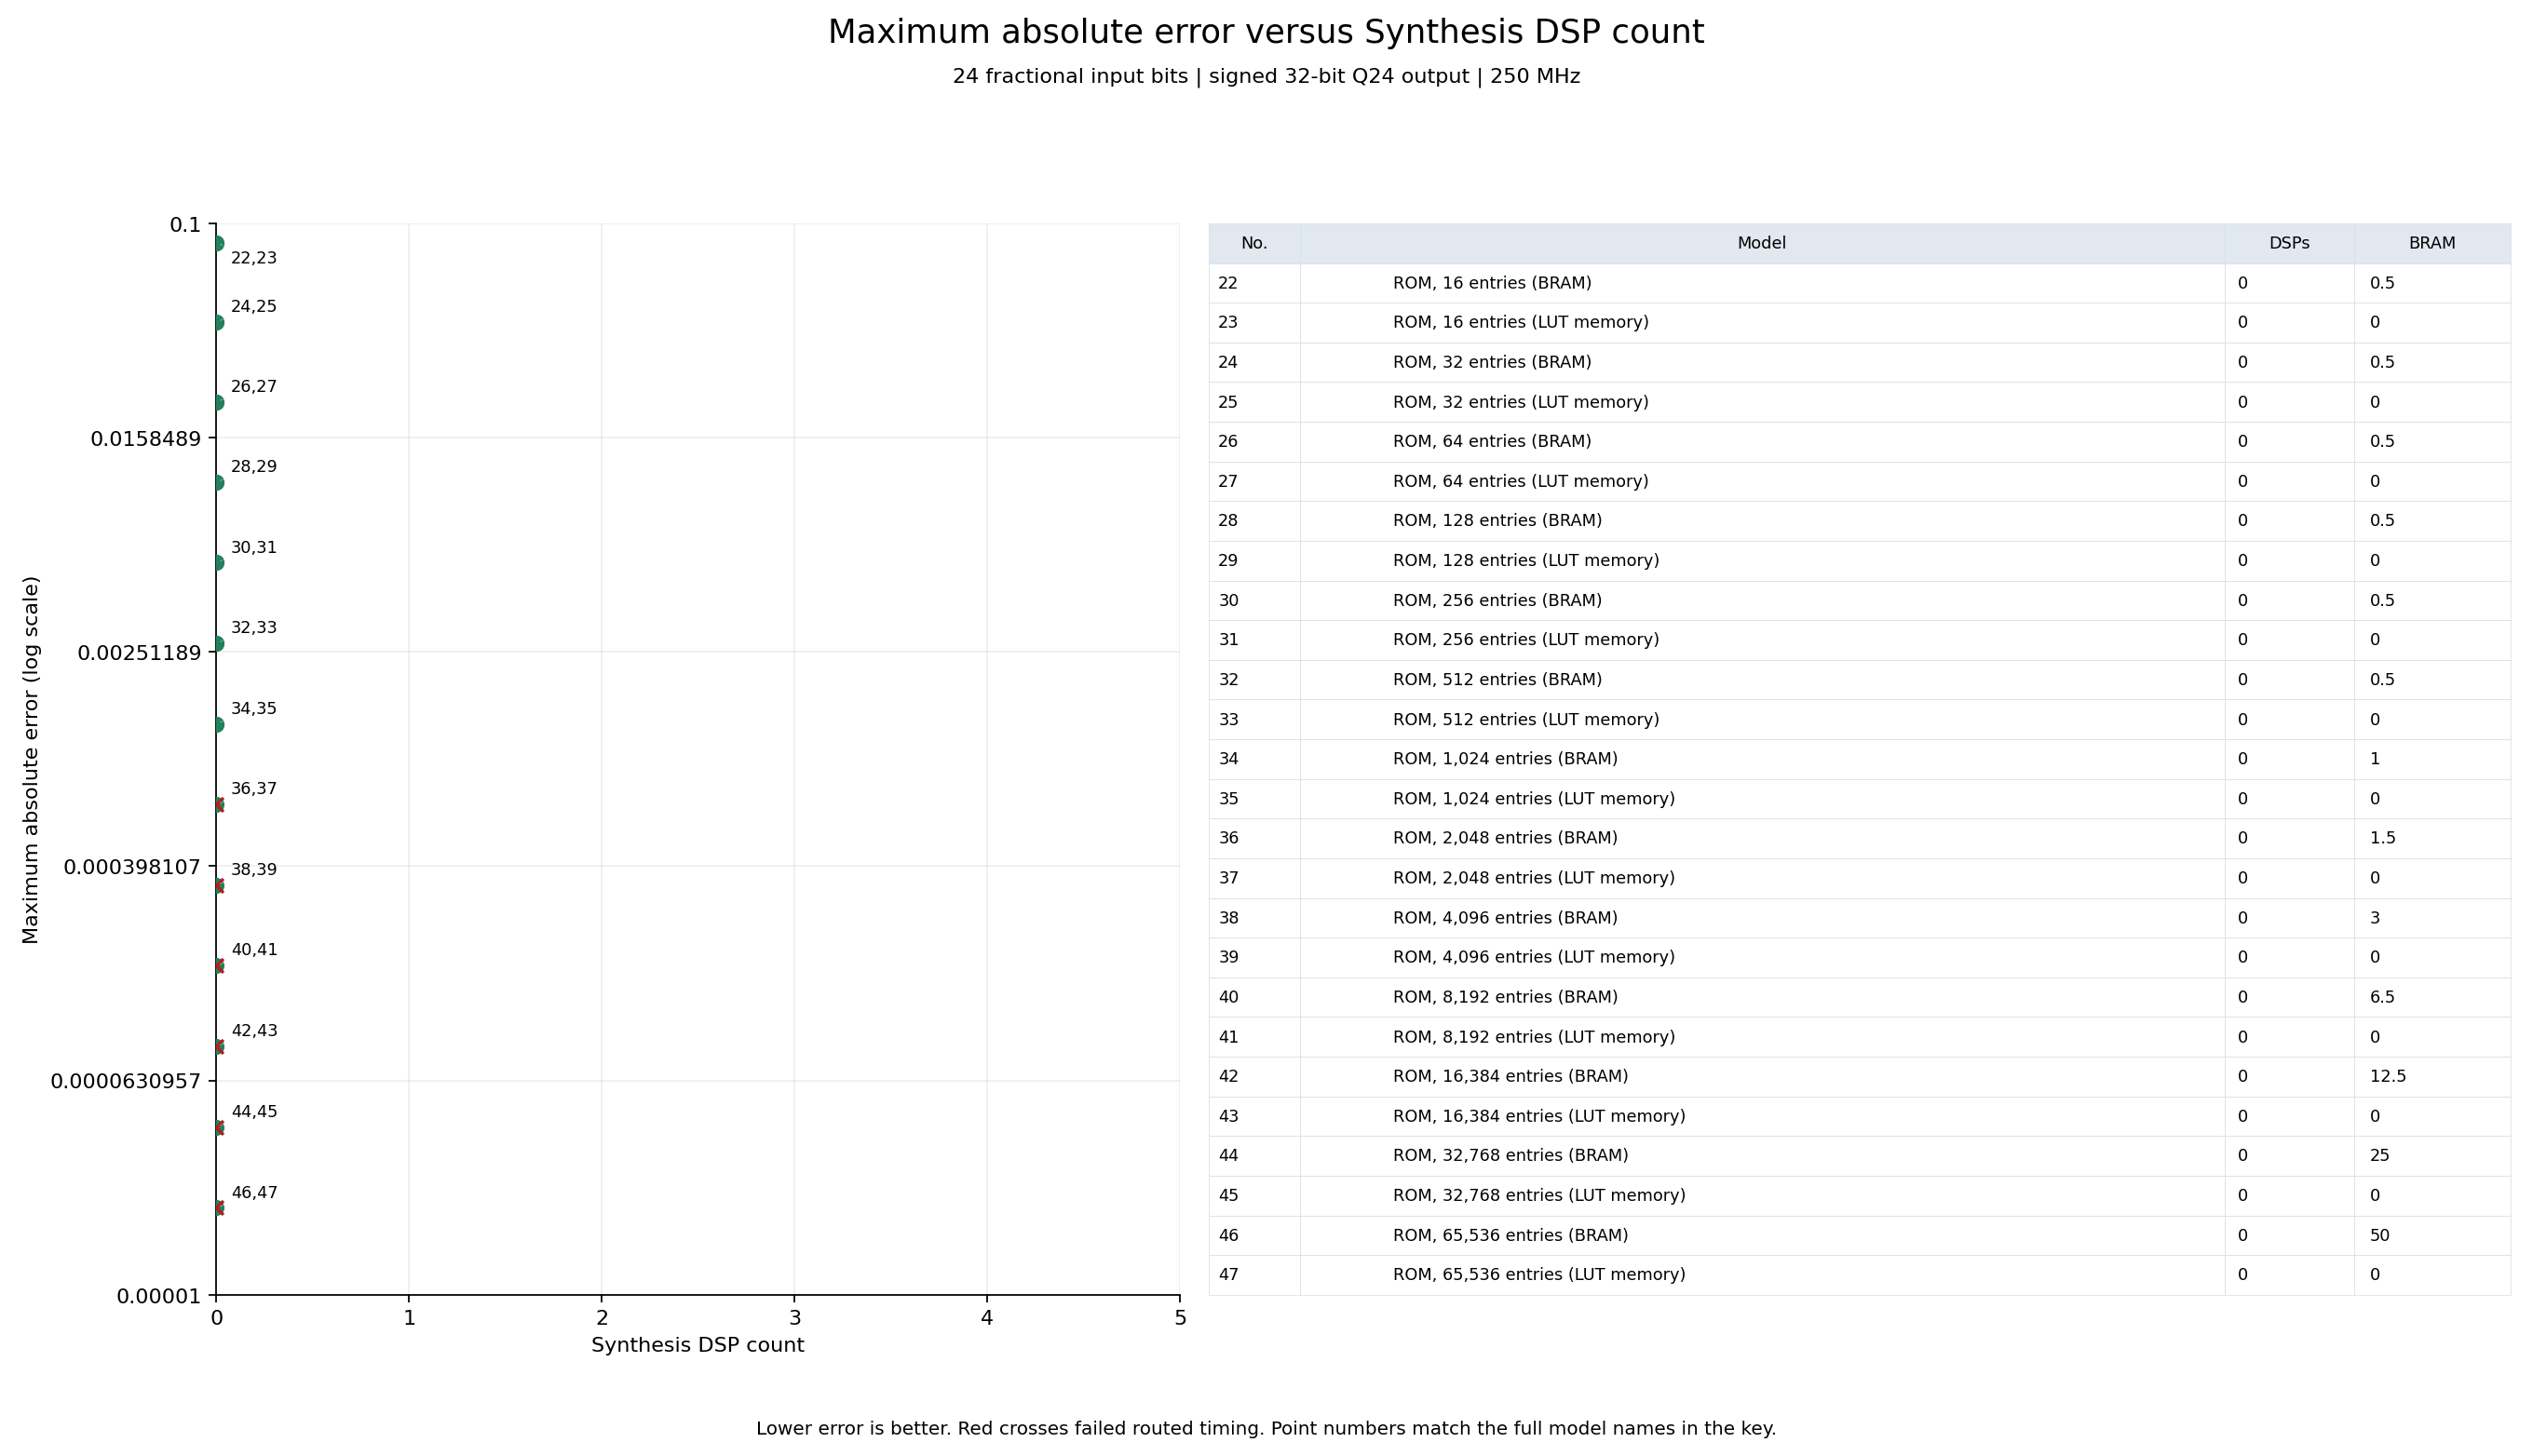 Maximum absolute error versus Synthesis DSP count
24 fractional input bits | signed 32-bit Q24 output | 250 MHz
Maximum absolute error (log scale)
0.1
0.0158489
0.00251189
0.000398107
0.0000630957
0.00001
22,23
24,25
26,27
28,29
30,31
32,33
34,35
36,37
38,39
40,41
42,43
44,45
46,47
0 1 2 3 4 5
Synthesis DSP count
No. Model DSPs BRAM
22 ROM, 16 entries (BRAM) 0 0.5
23 ROM, 16 entries (LUT memory) 0 0
24 ROM, 32 entries (BRAM) 0 0.5
25 ROM, 32 entries (LUT memory) 0 0
26 ROM, 64 entries (BRAM) 0 0.5
27 ROM, 64 entries (LUT memory) 0 0
28 ROM, 128 entries (BRAM) 0 0.5
29 ROM, 128 entries (LUT memory) 0 0
30 ROM, 256 entries (BRAM) 0 0.5
31 ROM, 256 entries (LUT memory) 0 0
32 ROM, 512 entries (BRAM) 0 0.5
33 ROM, 512 entries (LUT memory) 0 0
34 ROM, 1,024 entries (BRAM) 0 1
35 ROM, 1,024 entries (LUT memory) 0 0
36 ROM, 2,048 entries (BRAM) 0 1.5
37 ROM, 2,048 entries (LUT memory) 0 0
38 ROM, 4,096 entries (BRAM) 0 3
39 ROM, 4,096 entries (LUT memory) 0 0
40 ROM, 8,192 entries (BRAM) 0 6.5
41 ROM, 8,192 entries (LUT memory) 0 0
42 ROM, 16,384 entries (BRAM) 0 12.5
43 ROM, 16,384 entries (LUT memory) 0 0
44 ROM, 32,768 entries (BRAM) 0 25
45 ROM, 32,768 entries (LUT memory) 0 0
46 ROM, 65,536 entries (BRAM) 0 50
47 ROM, 65,536 entries (LUT memory) 0 0
Lower error is better. Red crosses failed routed timing. Point numbers match the full model names in the key.